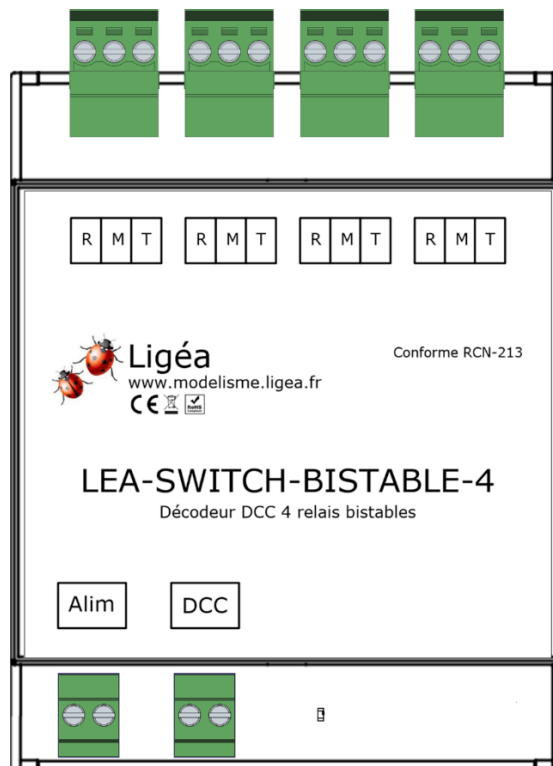 R M T R M T R M T R M T
Ligéa
Conforme RCN-213
www.modelisme.ligea.fr
CE RoHS
LEA-SWITCH-BISTABLE-4
Décodeur DCC 4 relais bistables
Alim DCC